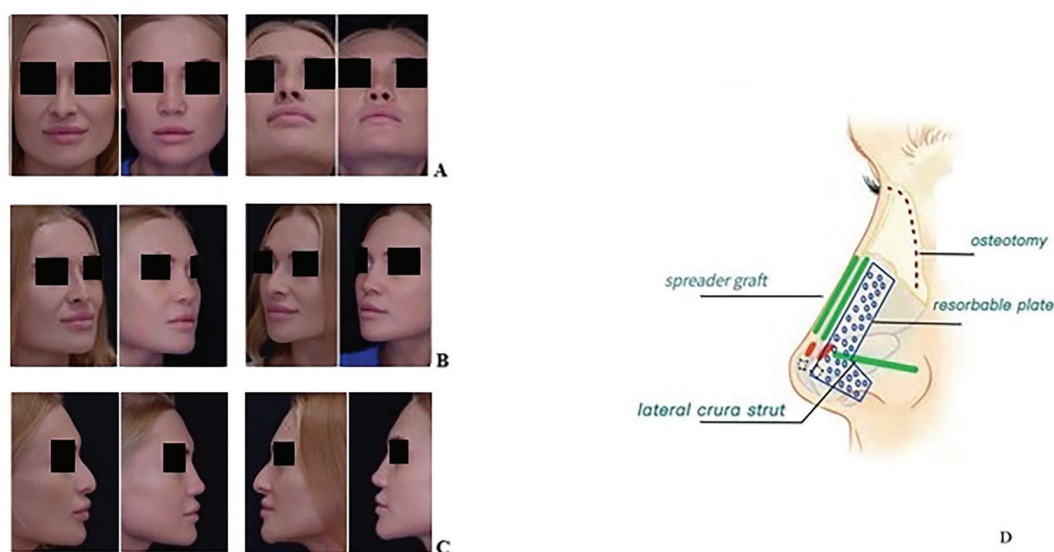 A
B
C
osteotomy
spreader graft
resorbable plate
lateral crura strut
D